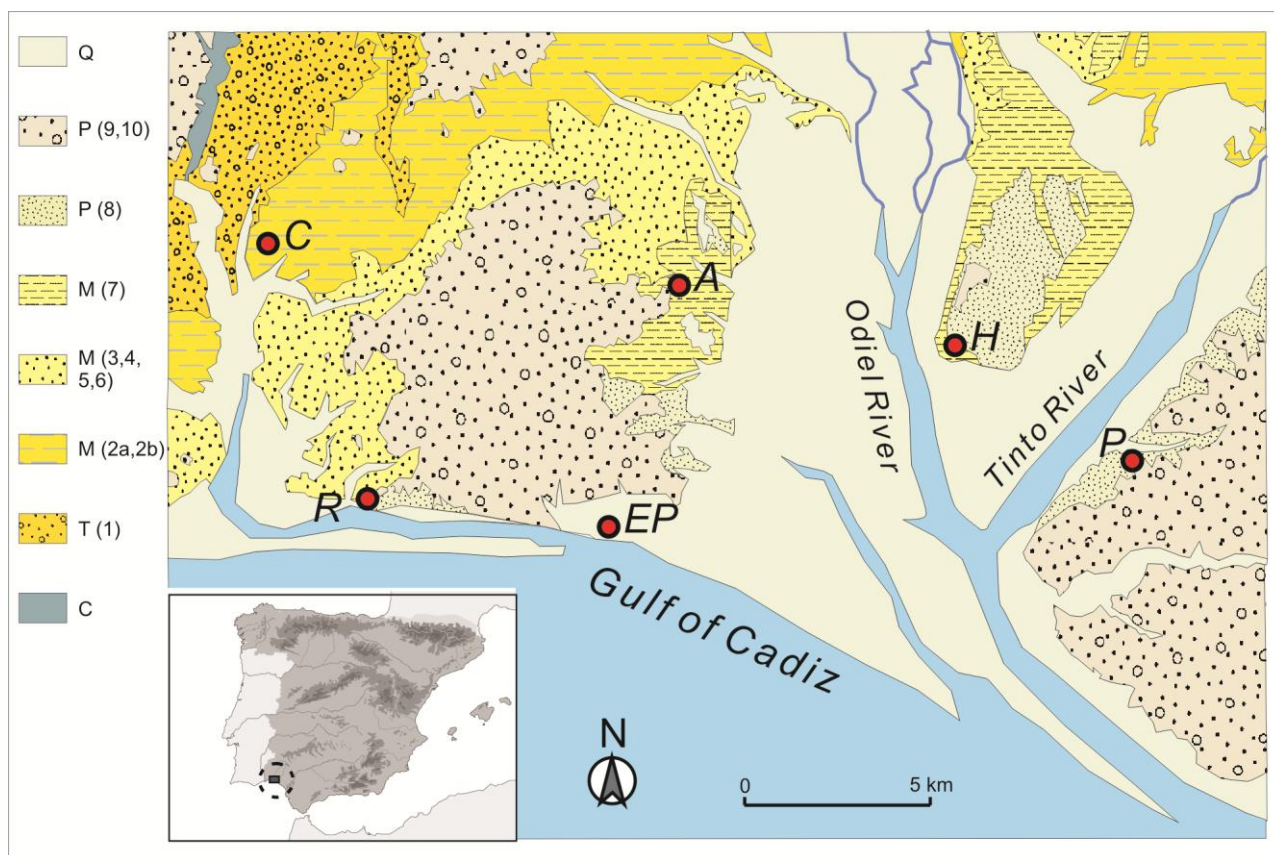 Q
P (9,10)
P (8)
M (7)
M (3,4,
5,6)
M (2a,2b)
T (1)
C
C
A
H
P
R
EP
Odiel River
Tinto River
Gulf of Cadiz
N
0
5 km